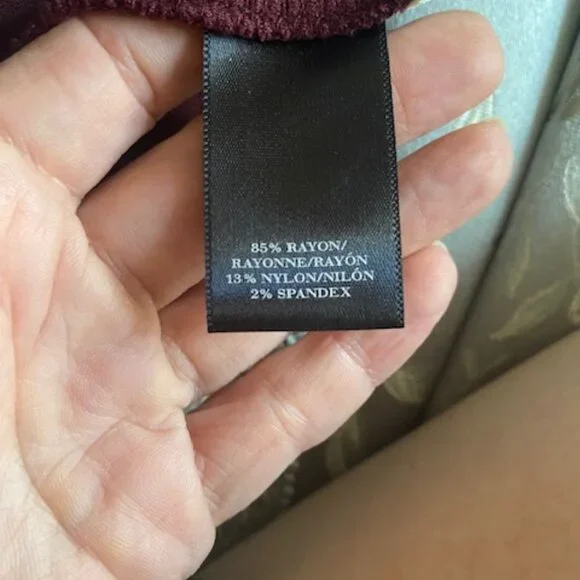 85% RAYON/
RAYONNE/RAYÓN
13% NYLON/NILÓN
2% SPANDEX